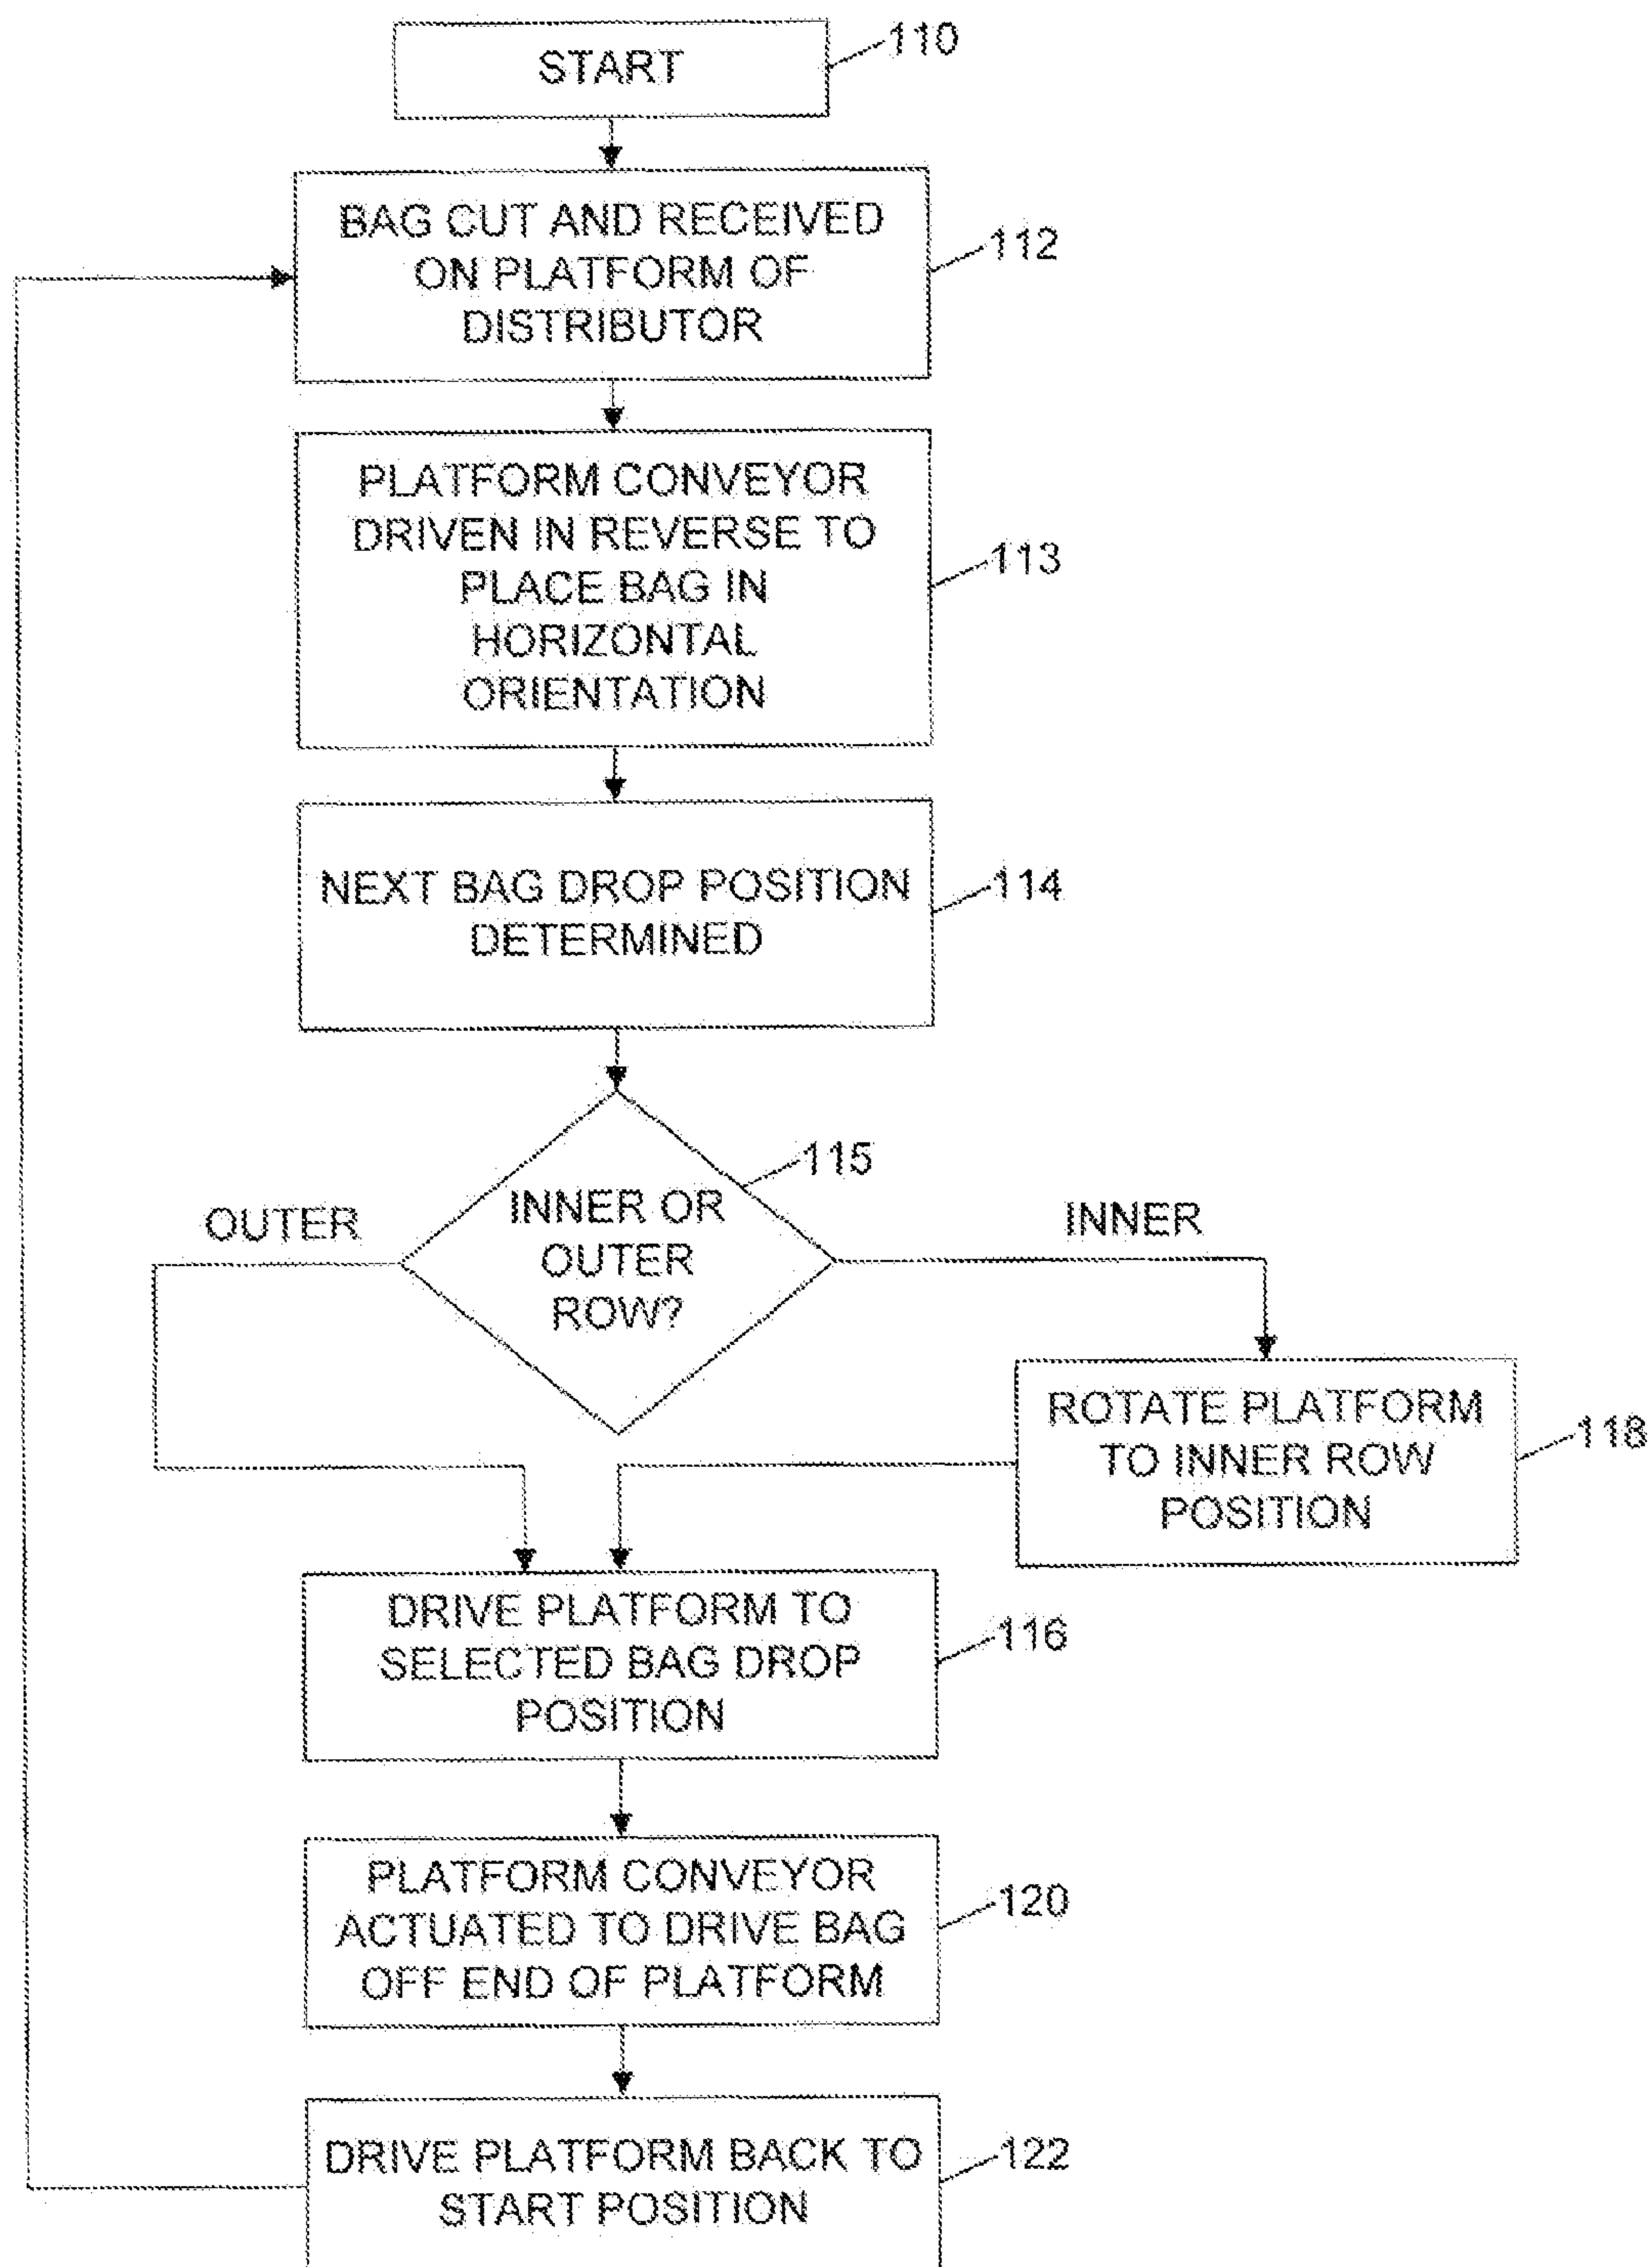 START
110
BAG CUT AND RECEIVED
ON PLATFORM OF
DISTRIBUTOR
112
PLATFORM CONVEYOR
DRIVEN IN REVERSE TO
PLACE BAG IN
HORIZONTAL
ORIENTATION
113
NEXT BAG DROP POSITION
DETERMINED
114
115
INNER OR
OUTER
ROW?
OUTER
INNER
ROTATE PLATFORM
TO INNER ROW
POSITION
118
DRIVE PLATFORM TO
SELECTED BAG DROP
POSITION
116
PLATFORM CONVEYOR
ACTUATED TO DRIVE BAG
OFF END OF PLATFORM
120
DRIVE PLATFORM BACK TO
START POSITION
122